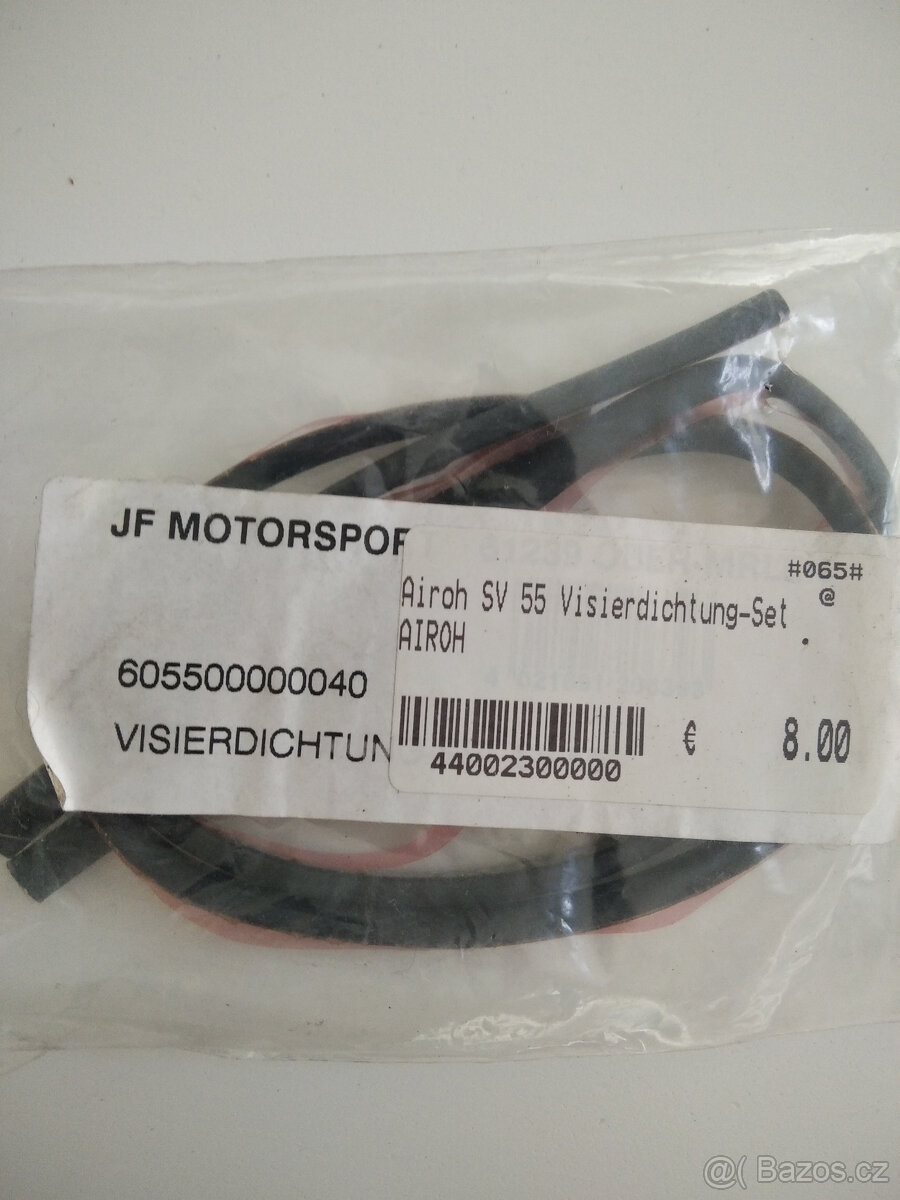 JF MOTORSPOR
#065#
@
Airoh SV 55 Visierdichtung-Set
AIROH
605500000040
VISIERDICHTUN
€ 8.00
44002300000
@( Bazos.cz